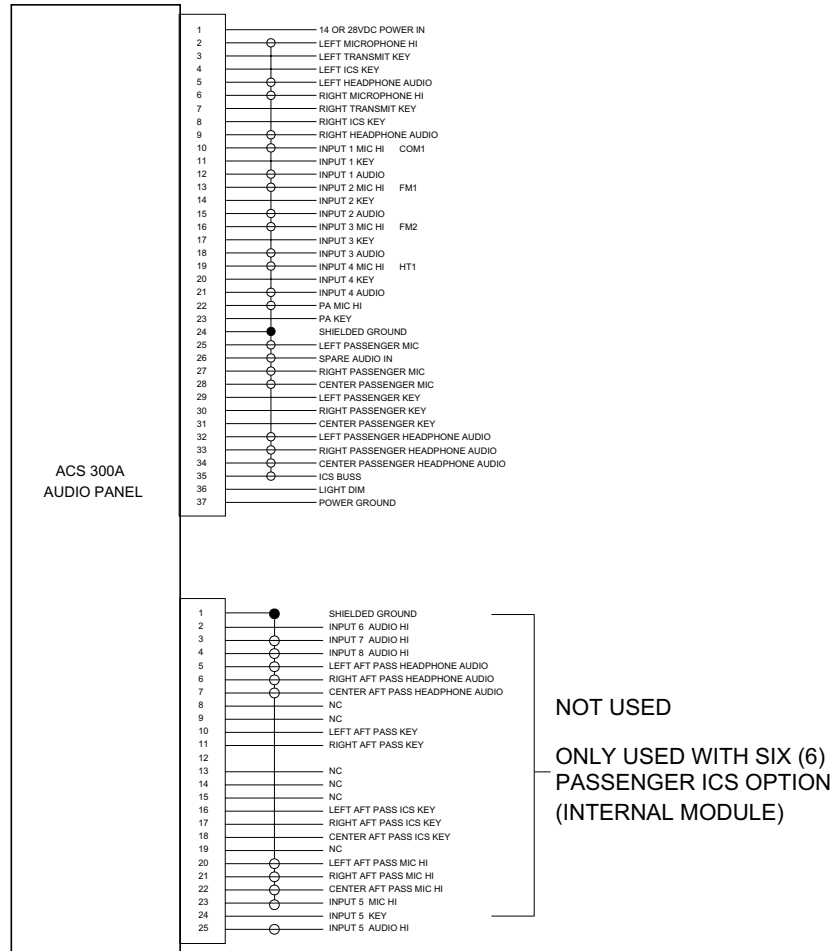 ACS 300A
AUDIO PANEL
1 14 OR 28VDC POWER IN
2 LEFT MICROPHONE HI
3 LEFT TRANSMIT KEY
4 LEFT ICS KEY
5 LEFT HEADPHONE AUDIO
6 RIGHT MICROPHONE HI
7 RIGHT TRANSMIT KEY
8 RIGHT ICS KEY
9 RIGHT HEADPHONE AUDIO
10 INPUT 1 MIC HI COM1
11 INPUT 1 KEY
12 INPUT 1 AUDIO
13 INPUT 2 MIC HI FM1
14 INPUT 2 KEY
15 INPUT 2 AUDIO
16 INPUT 3 MIC HI FM2
17 INPUT 3 KEY
18 INPUT 3 AUDIO
19 INPUT 4 MIC HI HT1
20 INPUT 4 KEY
21 INPUT 4 AUDIO
22 PA MIC HI
23 PA KEY
24 SHIELDED GROUND
25 LEFT PASSENGER MIC
26 SPARE AUDIO IN
27 RIGHT PASSENGER MIC
28 CENTER PASSENGER MIC
29 LEFT PASSENGER KEY
30 RIGHT PASSENGER KEY
31 CENTER PASSENGER KEY
32 LEFT PASSENGER HEADPHONE AUDIO
33 RIGHT PASSENGER HEADPHONE AUDIO
34 CENTER PASSENGER HEADPHONE AUDIO
35 ICS BUSS
36 LIGHT DIM
37 POWER GROUND
1 SHIELDED GROUND
2 INPUT 6 AUDIO HI
3 INPUT 7 AUDIO HI
4 INPUT 8 AUDIO HI
5 LEFT AFT PASS HEADPHONE AUDIO
6 RIGHT AFT PASS HEADPHONE AUDIO
7 CENTER AFT PASS HEADPHONE AUDIO
8 NC
9 NC
10 LEFT AFT PASS KEY
11 RIGHT AFT PASS KEY
12
13 NC
14 NC
15 NC
16 LEFT AFT PASS ICS KEY
17 RIGHT AFT PASS ICS KEY
18 CENTER AFT PASS ICS KEY
19 NC
20 LEFT AFT PASS MIC HI
21 RIGHT AFT PASS MIC HI
22 CENTER AFT PASS MIC HI
23 INPUT 5 MIC HI
24 INPUT 5 KEY
25 INPUT 5 AUDIO HI
NOT USED
ONLY USED WITH SIX (6)
PASSENGER ICS OPTION
(INTERNAL MODULE)